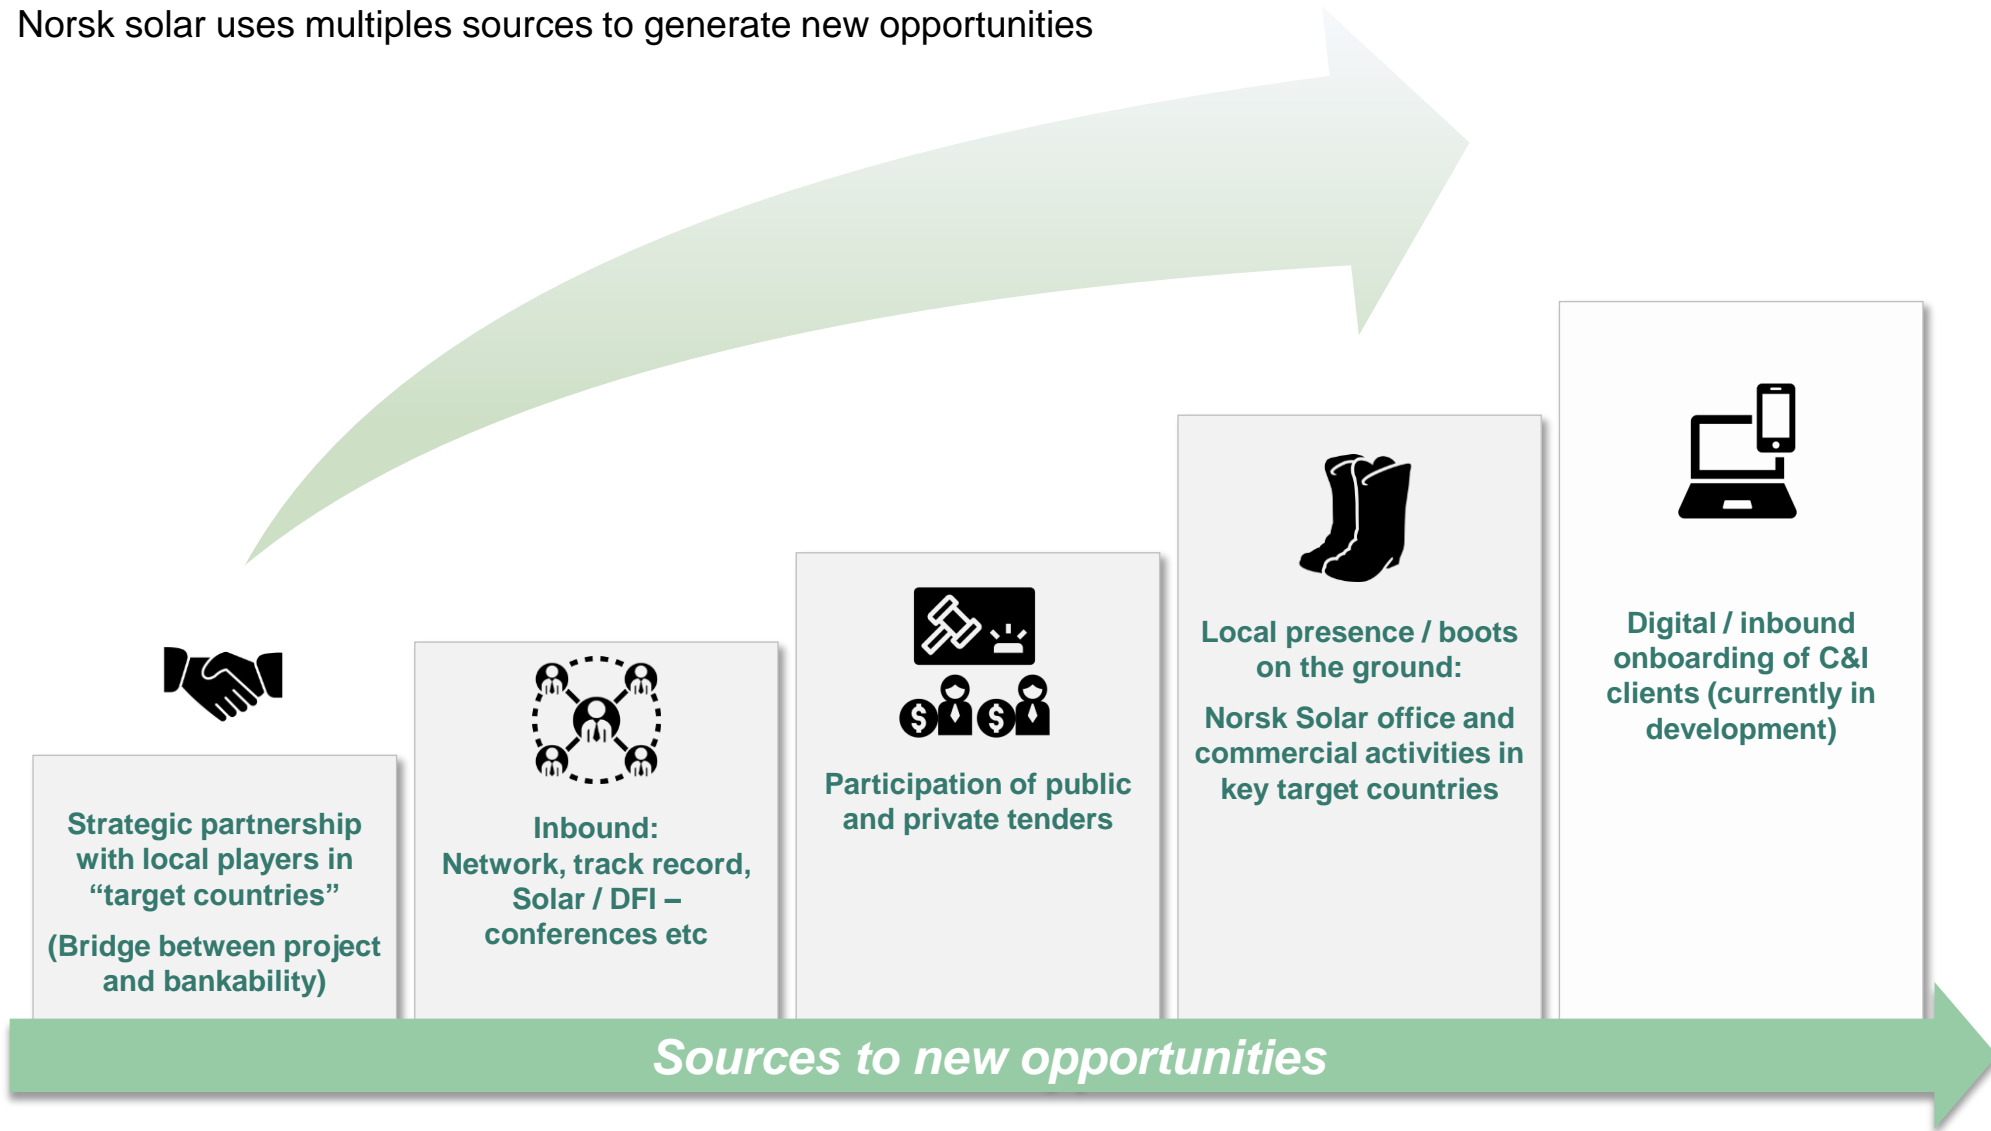 Norsk solar uses multiples sources to generate new opportunities
Strategic partnership
with local players in
“target countries”
(Bridge between project
and bankability)
Inbound:
Network, track record,
Solar / DFI –
conferences etc
Participation of public
and private tenders
Local presence / boots
on the ground:
Norsk Solar office and
commercial activities in
key target countries
Digital / inbound
onboarding of C&I
clients (currently in
development)
Sources to new opportunities